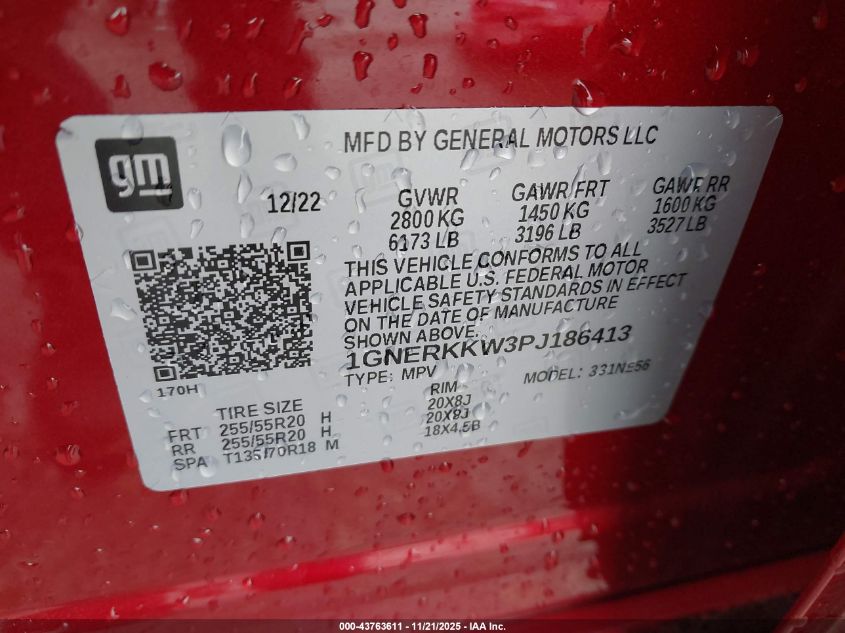 gm
MFD BY GENERAL MOTORS LLC
12/22
GVWR
2800 KG
6173 LB
GAWR FRT
1450 KG
3196 LB
GAWR RR
1600 KG
3527 LB
THIS VEHICLE CONFORMS TO ALL
APPLICABLE U.S. FEDERAL MOTOR
VEHICLE SAFETY STANDARDS IN EFFECT
ON THE DATE OF MANUFACTURE
SHOWN ABOVE.
1GNERKKW3PJ186413
TYPE: MPV
MODEL: 331NE56
170H
TIRE SIZE
RIM
FRT 255/55R20 H 20X8J
RR 255/55R20 H 20X8J
SPA T135/70R18 M 18X4.5B
000-43763611 - 11/21/2025 - IAA Inc.